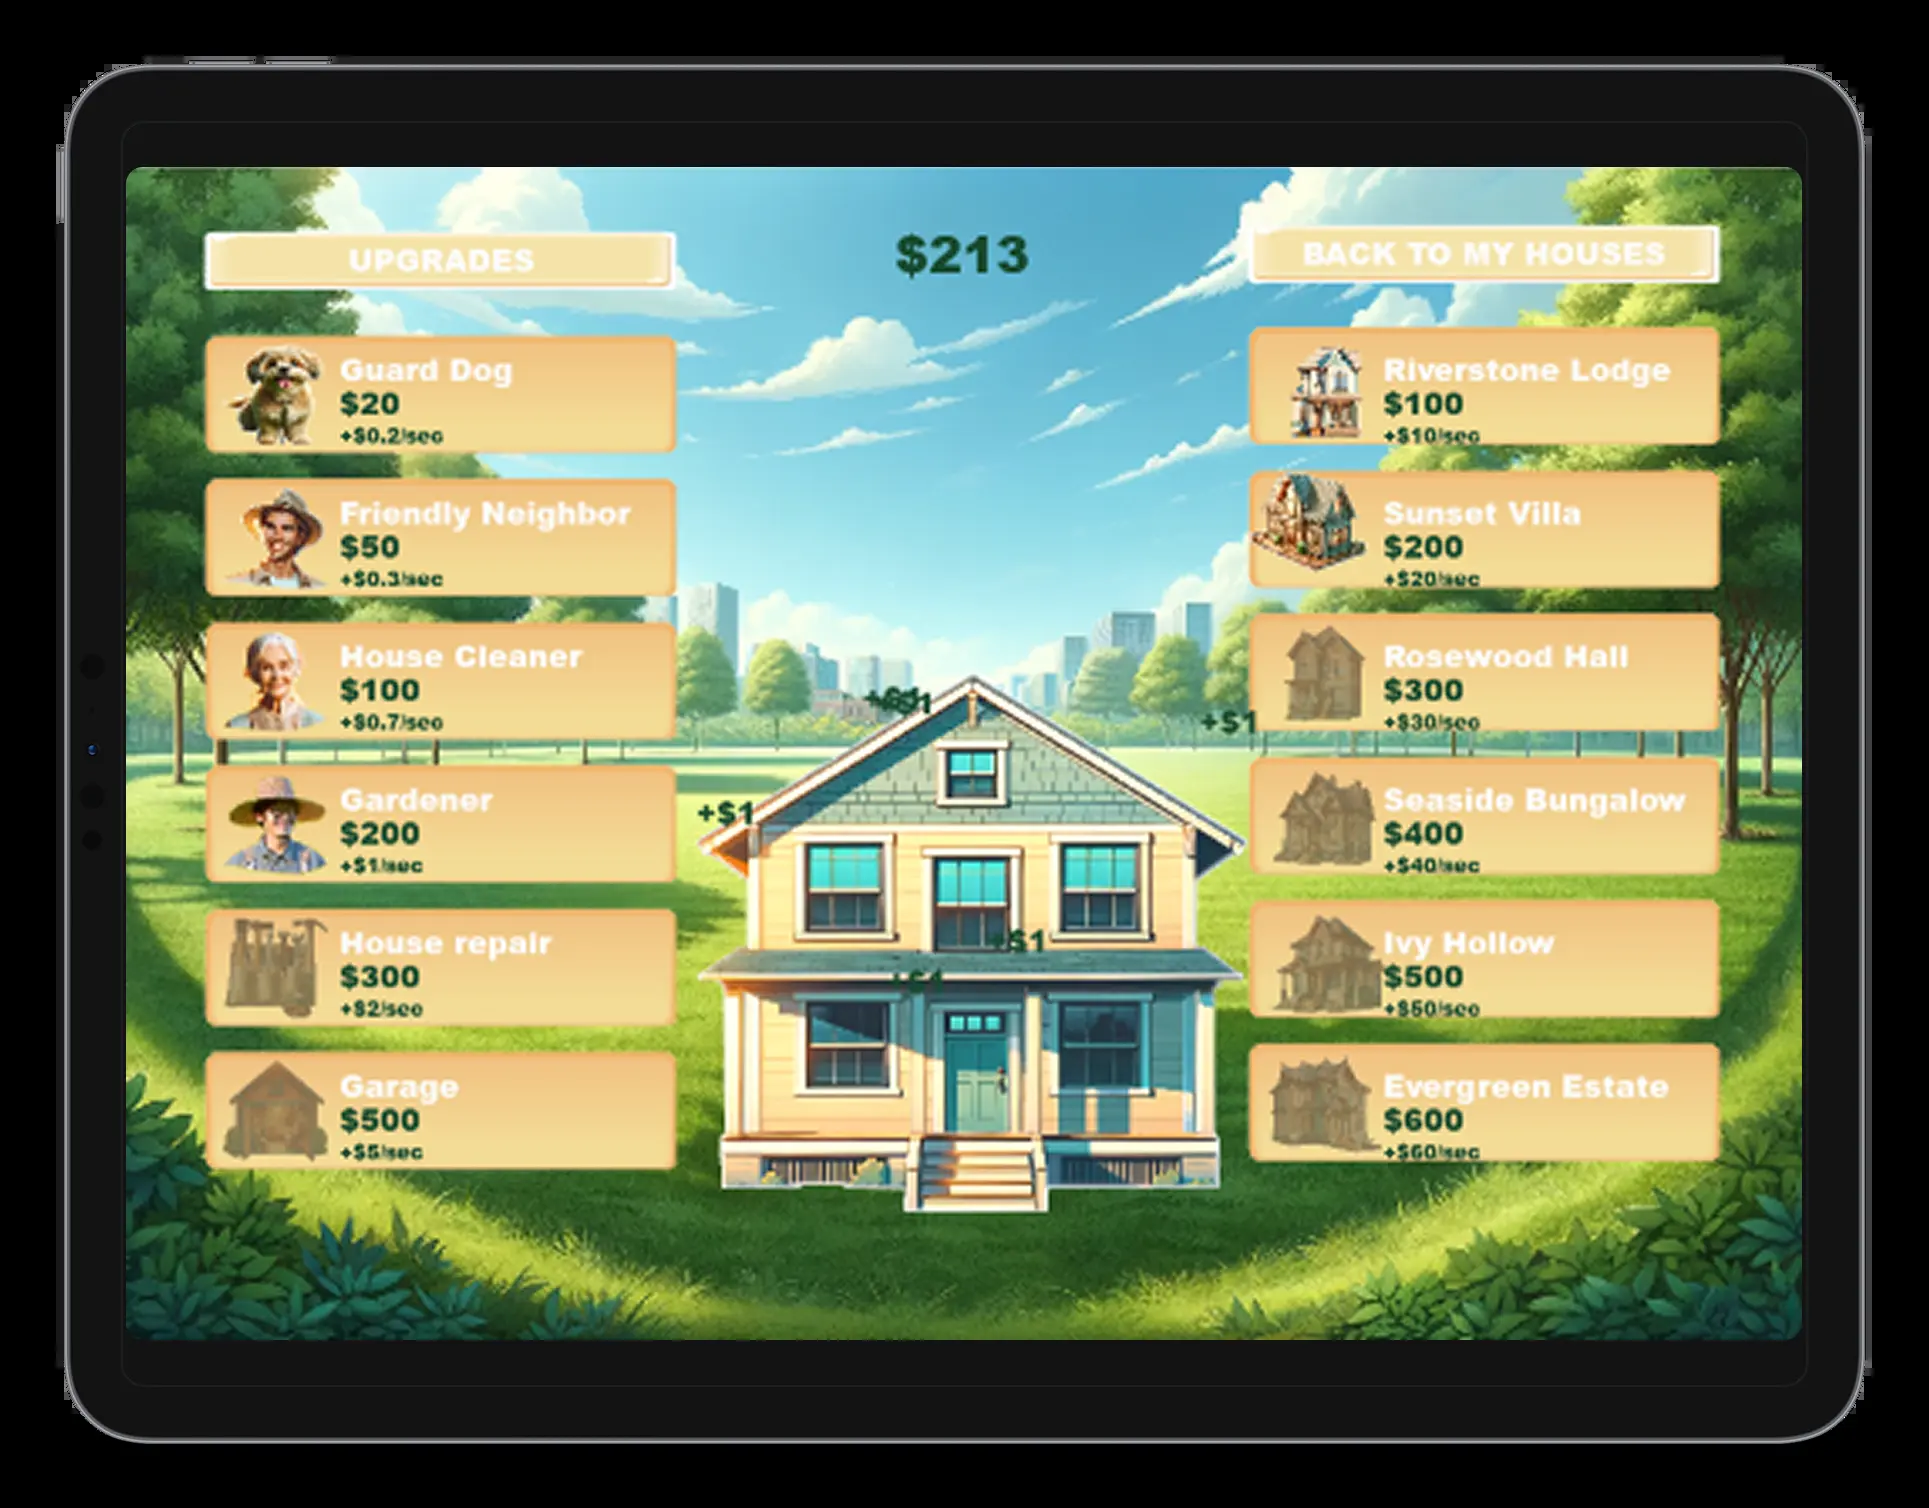 $213
UPGRADES
Guard Dog
$20
+$0.2/sec
Friendly Neighbor
$50
+$0.3/sec
House Cleaner
$100
+$0.7/sec
Gardener
$200
+$1/sec
House repair
$300
+$2/sec
Garage
$500
+$5/sec
+$1
+$1
+$1
+$1
BACK TO MY HOUSES
Riverstone Lodge
$100
+$10/sec
Sunset Villa
$200
+$20/sec
Rosewood Hall
$300
+$30/sec
Seaside Bungalow
$400
+$40/sec
Ivy Hollow
$500
+$50/sec
Evergreen Estate
$600
+$60/sec